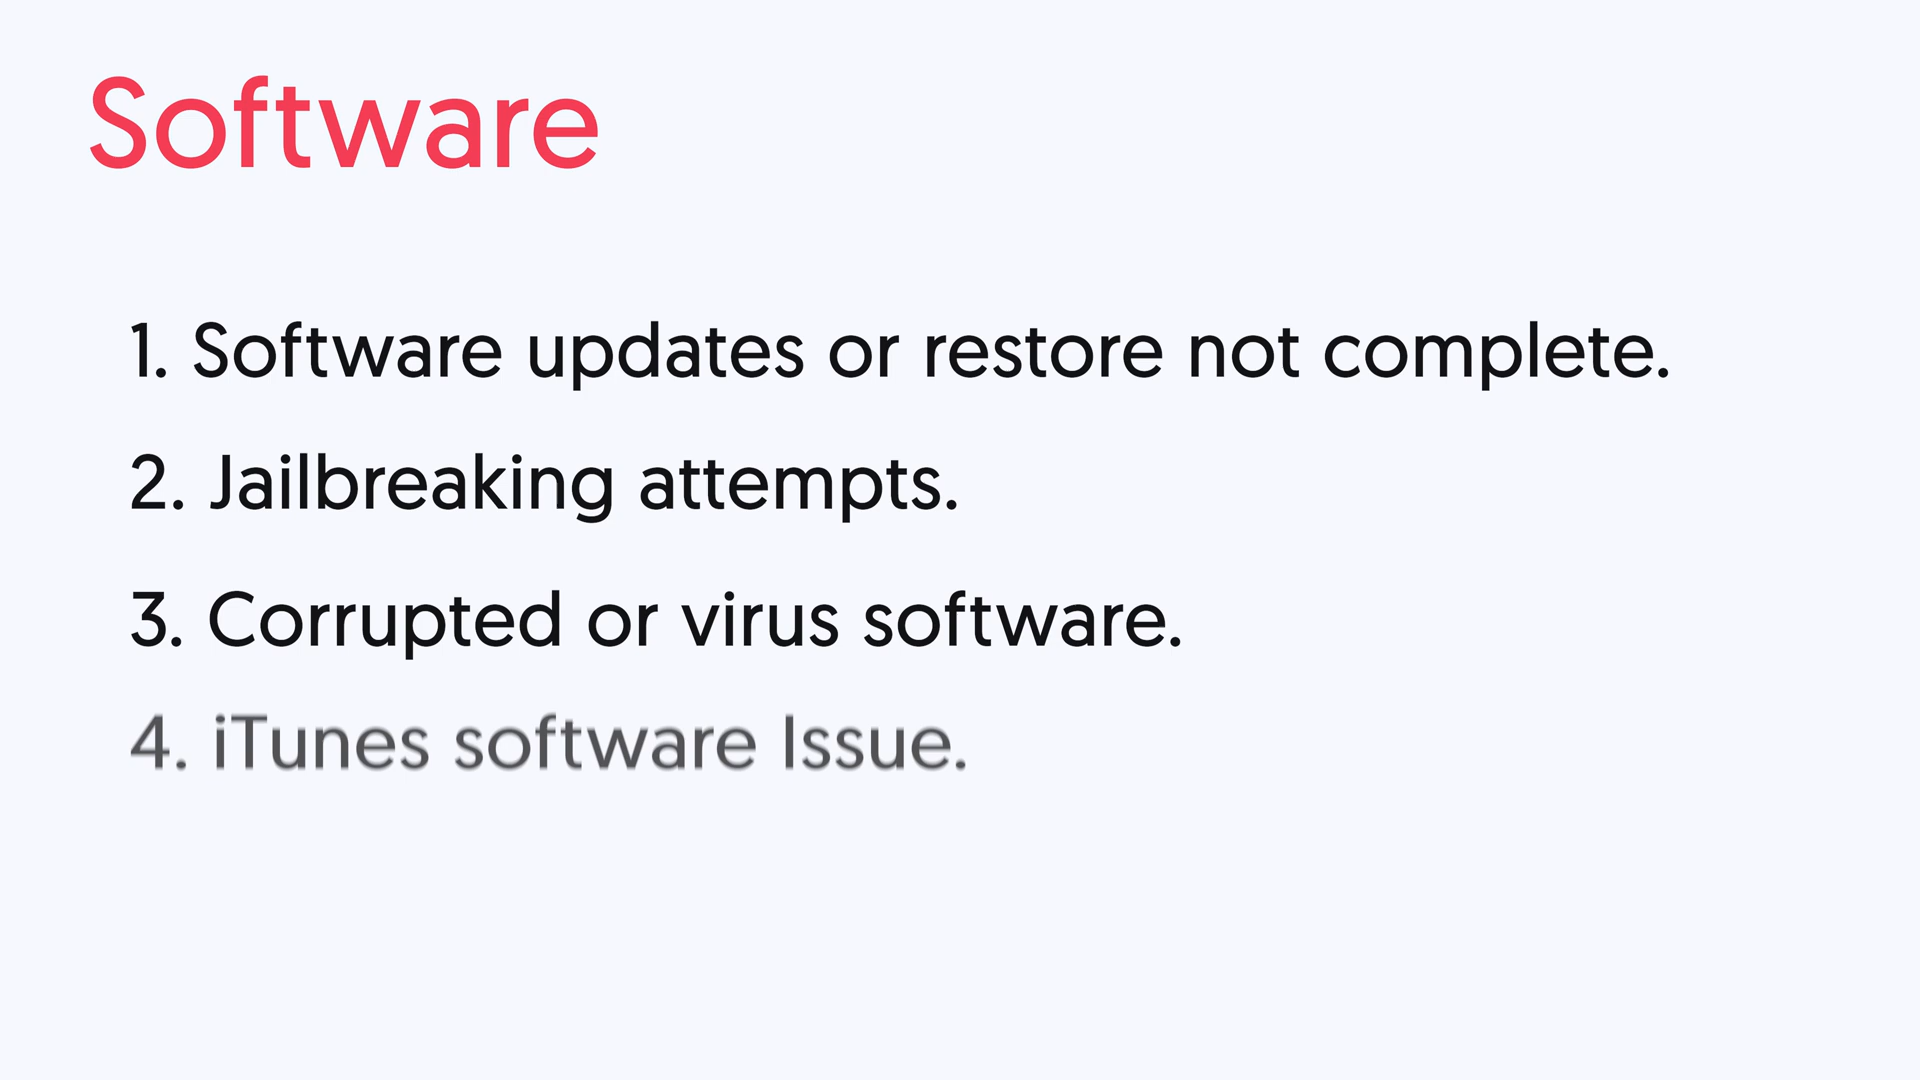 Software
1. Software updates or restore not complete.
2. Jailbreaking attempts.
3. Corrupted or virus software.
4. iTunes software Issue.